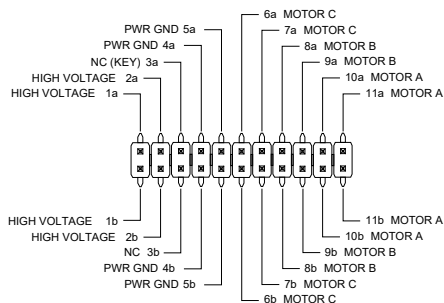 6a MOTOR C
PWR GND 5a
7a MOTOR C
PWR GND 4a
8a MOTOR B
NC (KEY) 3a
9a MOTOR B
HIGH VOLTAGE 2a
10a MOTOR A
HIGH VOLTAGE 1a
11a MOTOR A
HIGH VOLTAGE 1b
11b MOTOR A
HIGH VOLTAGE 2b
10b MOTOR A
NC 3b
9b MOTOR B
PWR GND 4b
8b MOTOR B
PWR GND 5b
7b MOTOR C
6b MOTOR C